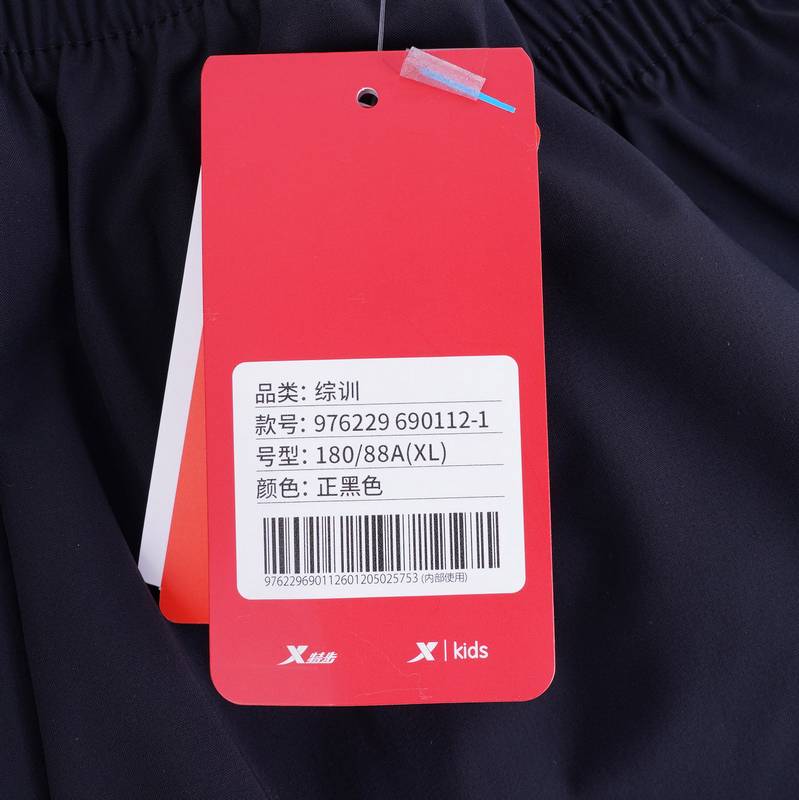 品类：综训
款号：976229 690112-1
号型：180/88A(XL)
颜色：正黑色
976229690112601205025753 (内部使用)
X特步 X|kids